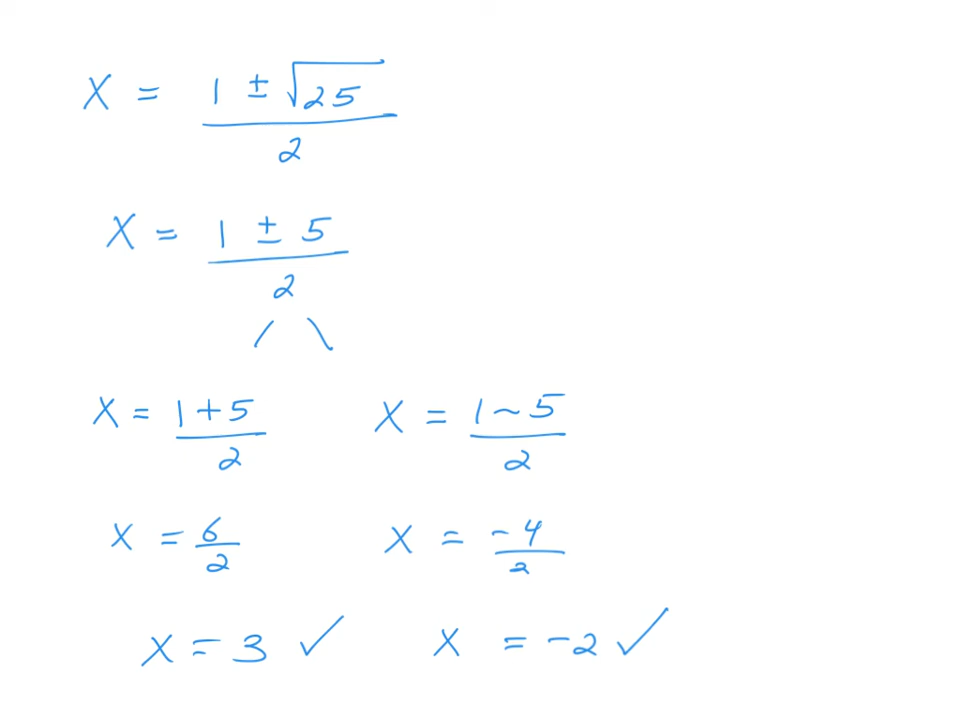 X = (1 ± √25) / 2
X = (1 ± 5) / 2
X = (1 + 5) / 2    X = (1 ~ 5) / 2
X = 6 / 2    X = -4 / 2
X = 3 ✓    X = -2 ✓